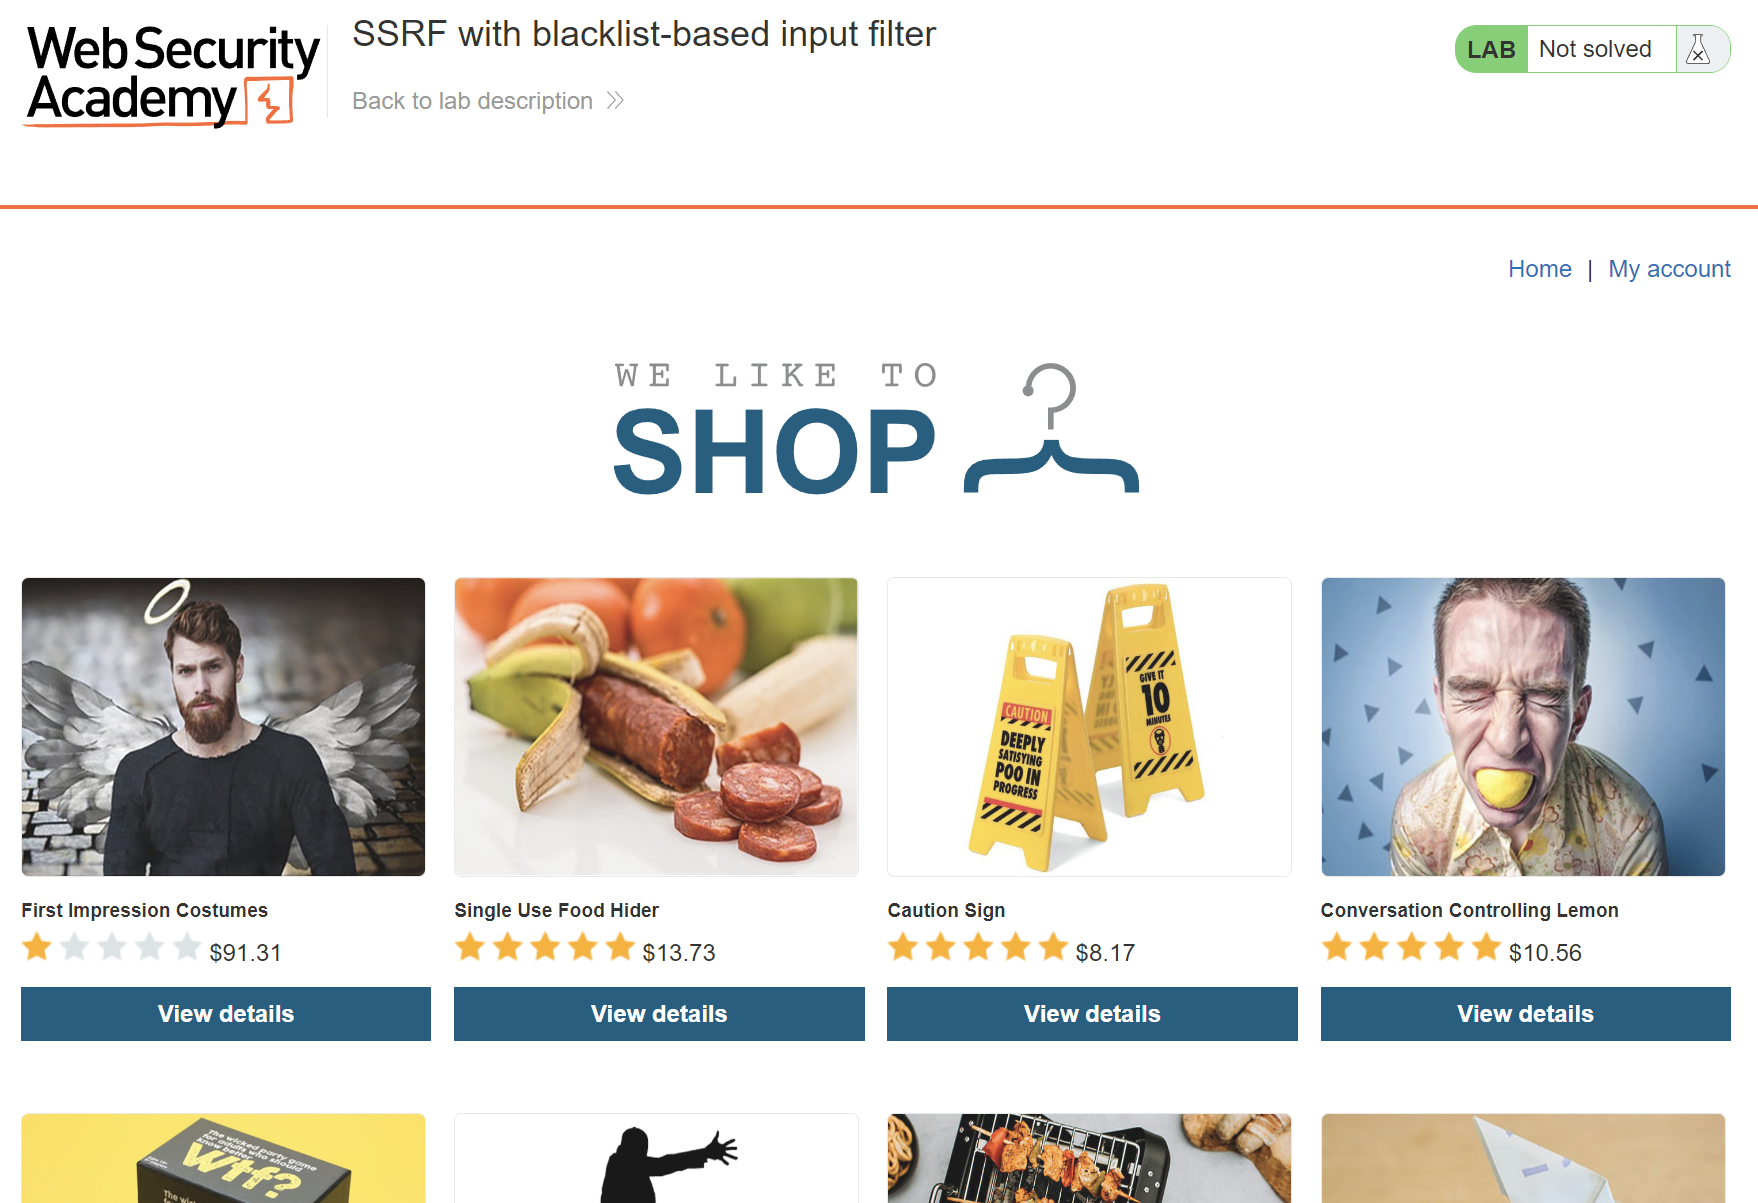 Web Security
Academy
SSRF with blacklist-based input filter
Back to lab description
LAB Not solved
Home | My account
WE LIKE TO
SHOP
CAUTION
DEEPLY
SATISYING
POO IN
PROGRESS
GIVE IT
10
MINUTES
First Impression Costumes
$91.31
View details
Single Use Food Hider
$13.73
View details
Caution Sign
$8.17
View details
Conversation Controlling Lemon
$10.56
View details
The wicked party game
for adults who should
know better
wtf?